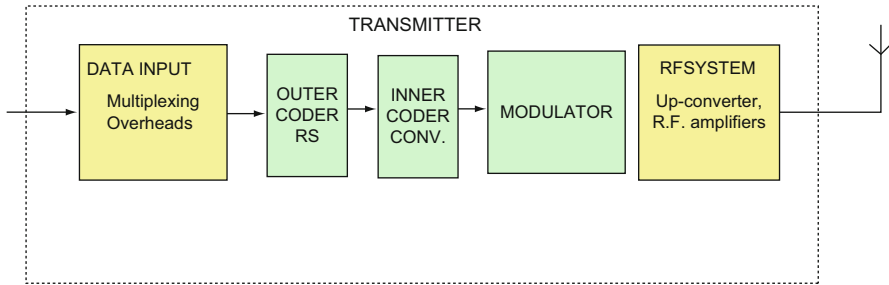 TRANSMITTER
DATA INPUT
Multiplexing
Overheads
OUTER
CODER
RS
INNER
CODER
CONV.
MODULATOR
RFSYSTEM
Up-converter,
R.F. amplifiers